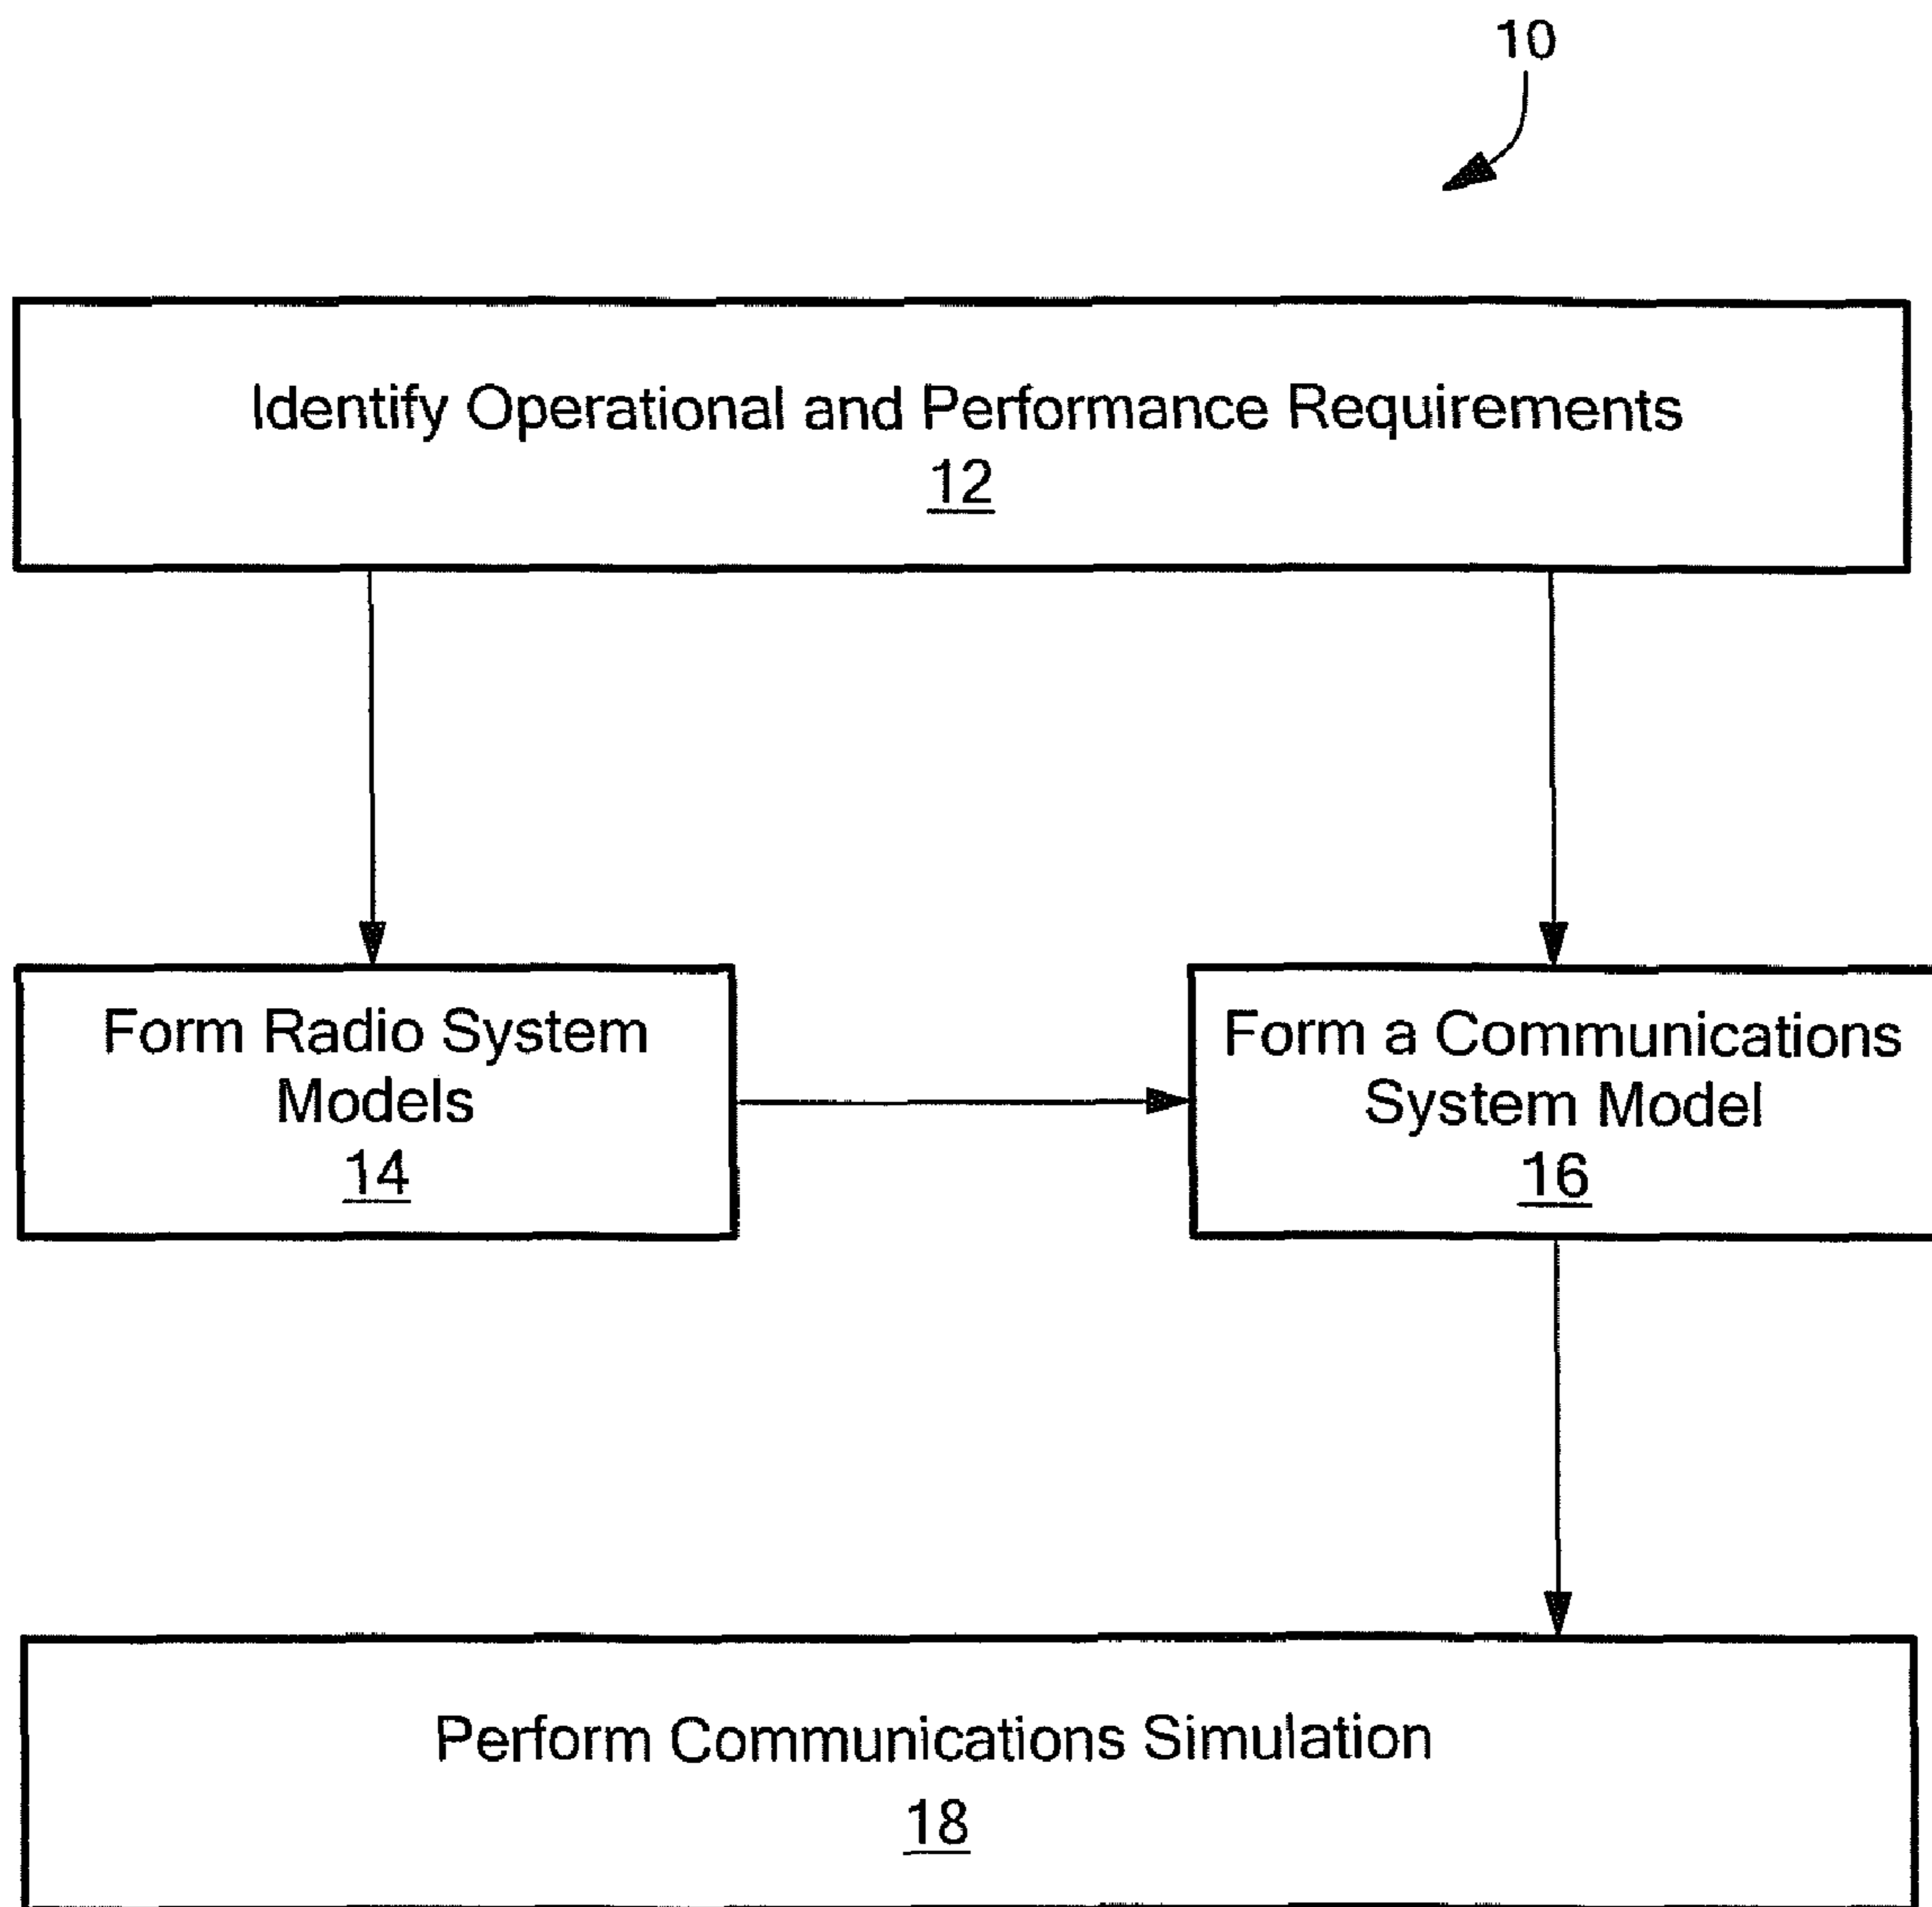 10
Identify Operational and Performance Requirements
12
Form Radio System
Models
14
Form a Communications
System Model
16
Perform Communications Simulation
18